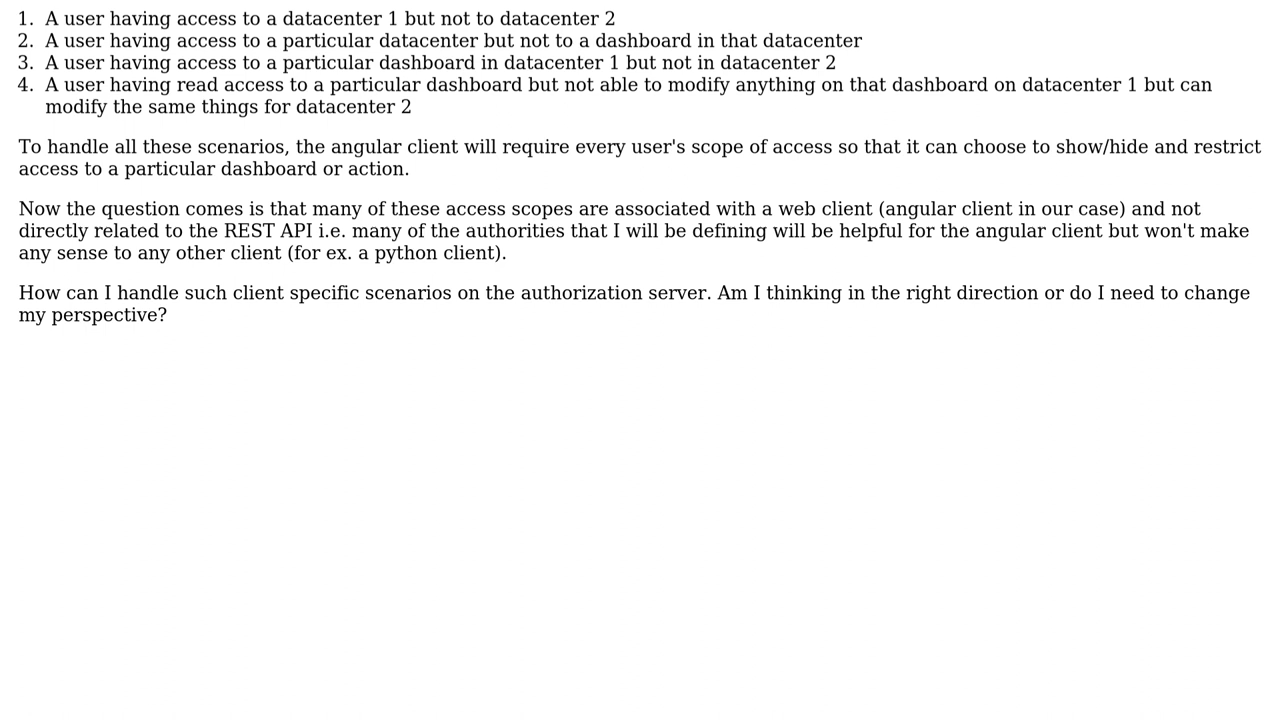 1. A user having access to a datacenter 1 but not to datacenter 2
2. A user having access to a particular datacenter but not to a dashboard in that datacenter
3. A user having access to a particular dashboard in datacenter 1 but not in datacenter 2
4. A user having read access to a particular dashboard but not able to modify anything on that dashboard on datacenter 1 but can
modify the same things for datacenter 2
To handle all these scenarios, the angular client will require every user's scope of access so that it can choose to show/hide and restrict
access to a particular dashboard or action.
Now the question comes is that many of these access scopes are associated with a web client (angular client in our case) and not
directly related to the REST API i.e. many of the authorities that I will be defining will be helpful for the angular client but won't make
any sense to any other client (for ex. a python client).
How can I handle such client specific scenarios on the authorization server. Am I thinking in the right direction or do I need to change
my perspective?